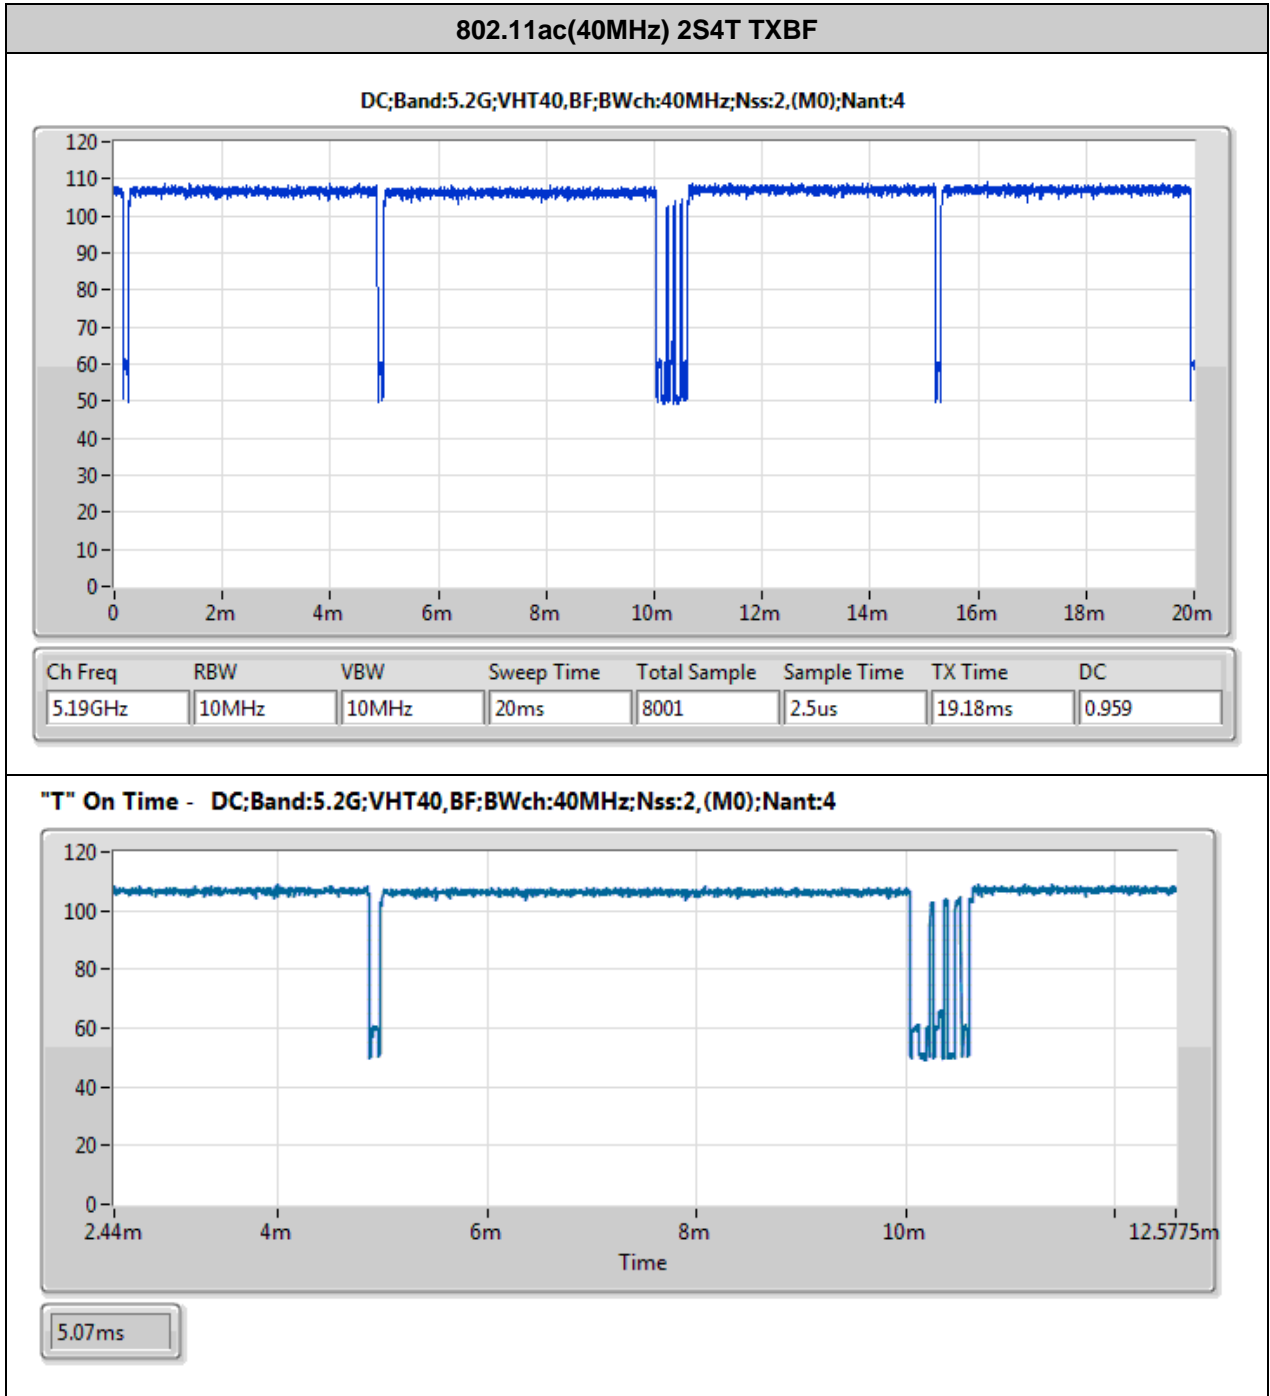 802.11ac(40MHz) 2S4T TXBF
DC;Band:5.2G;VHT40,BF;BWch:40MHz;Nss:2,(M0);Nant:4
120
110
100
90
80
70
60
50
40
30
20
10
0
0 2m 4m 6m 8m 10m 12m 14m 16m 18m 20m
Ch Freq RBW VBW Sweep Time Total Sample Sample Time TX Time DC
5.19GHz 10MHz 10MHz 20ms 8001 2.5us 19.18ms 0.959
"T" On Time - DC;Band:5.2G;VHT40,BF;BWch:40MHz;Nss:2,(M0);Nant:4
120
100
80
60
40
20
0
2.44m 4m 6m 8m 10m 12.5775m
Time
5.07ms